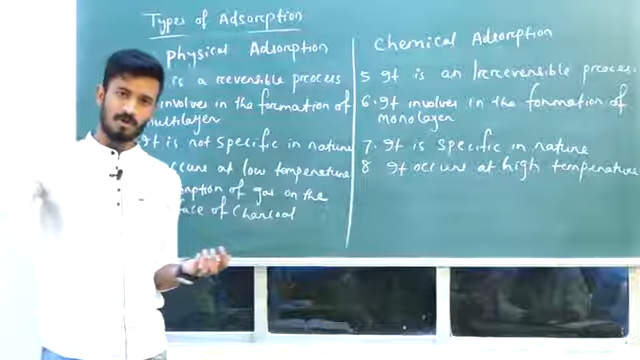 Types of Adsorption
Physical Adsorption
is a reversible process
involves in the formation of
multilayer
It is not specific in nature
occurs at low temperature
of gas on the
of Charcoal
Chemical Adsorption
5 It is an Irreversible process.
6. It involves in the formation of
monolayer
7. It is specific in nature
8 It occurs at high temperature